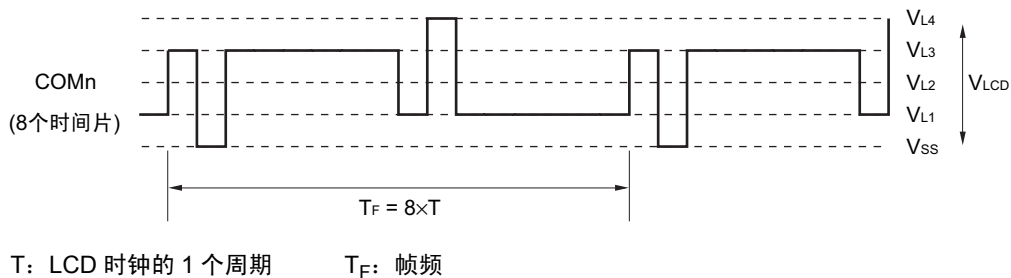 VL4
VL3
COMn
VL2
VLCD
(8个时间片)
VL1
VSS
TF = 8×T
T：LCD 时钟的 1 个周期 TF：帧频